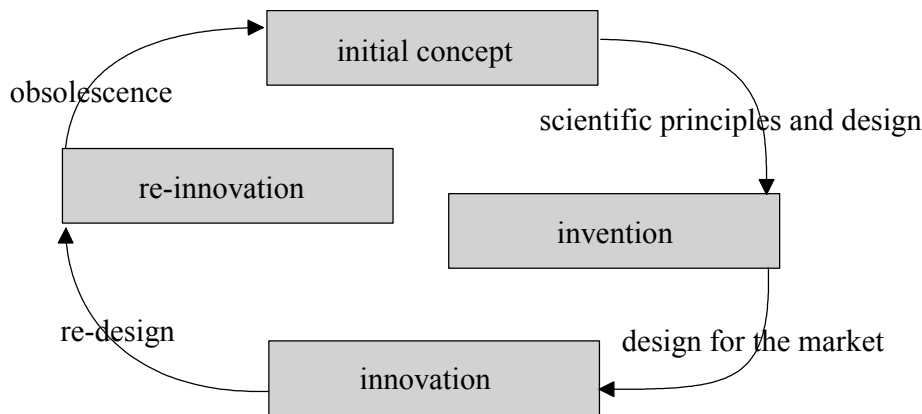 initial concept
obsolescence
scientific principles and design
re-innovation
invention
re-design
design for the market
innovation